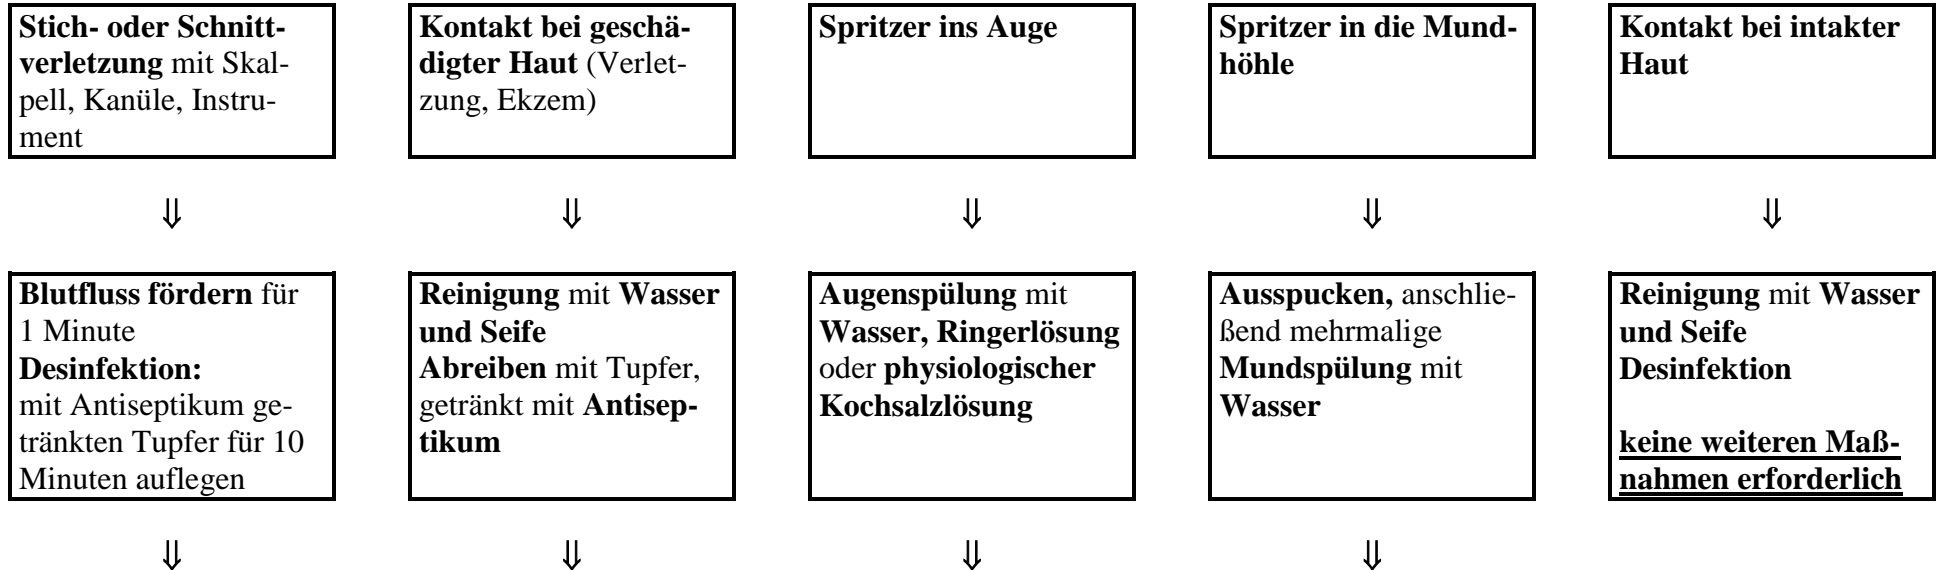 Stich- oder Schnitt-
verletzung mit Skal-
pell, Kanüle, Instru-
ment
Kontakt bei geschä-
digter Haut (Verlet-
zung, Ekzem)
Spritzer ins Auge
Spritzer in die Mund-
höhle
Kontakt bei intakter
Haut
⇓ ⇓ ⇓ ⇓ ⇓
Blutfluss fördern für
1 Minute
Desinfektion:
mit Antiseptikum ge-
tränkten Tupfer für 10
Minuten auflegen
Reinigung mit Wasser
und Seife
Abreiben mit Tupfer,
getränkt mit Antisep-
tikum
Augenspülung mit
Wasser, Ringerlösung
oder physiologischer
Kochsalzlösung
Ausspucken, anschlie-
ßend mehrmalige
Mundspülung mit
Wasser
Reinigung mit Wasser
und Seife
Desinfektion
keine weiteren Maß-
nahmen erforderlich
⇓ ⇓ ⇓ ⇓